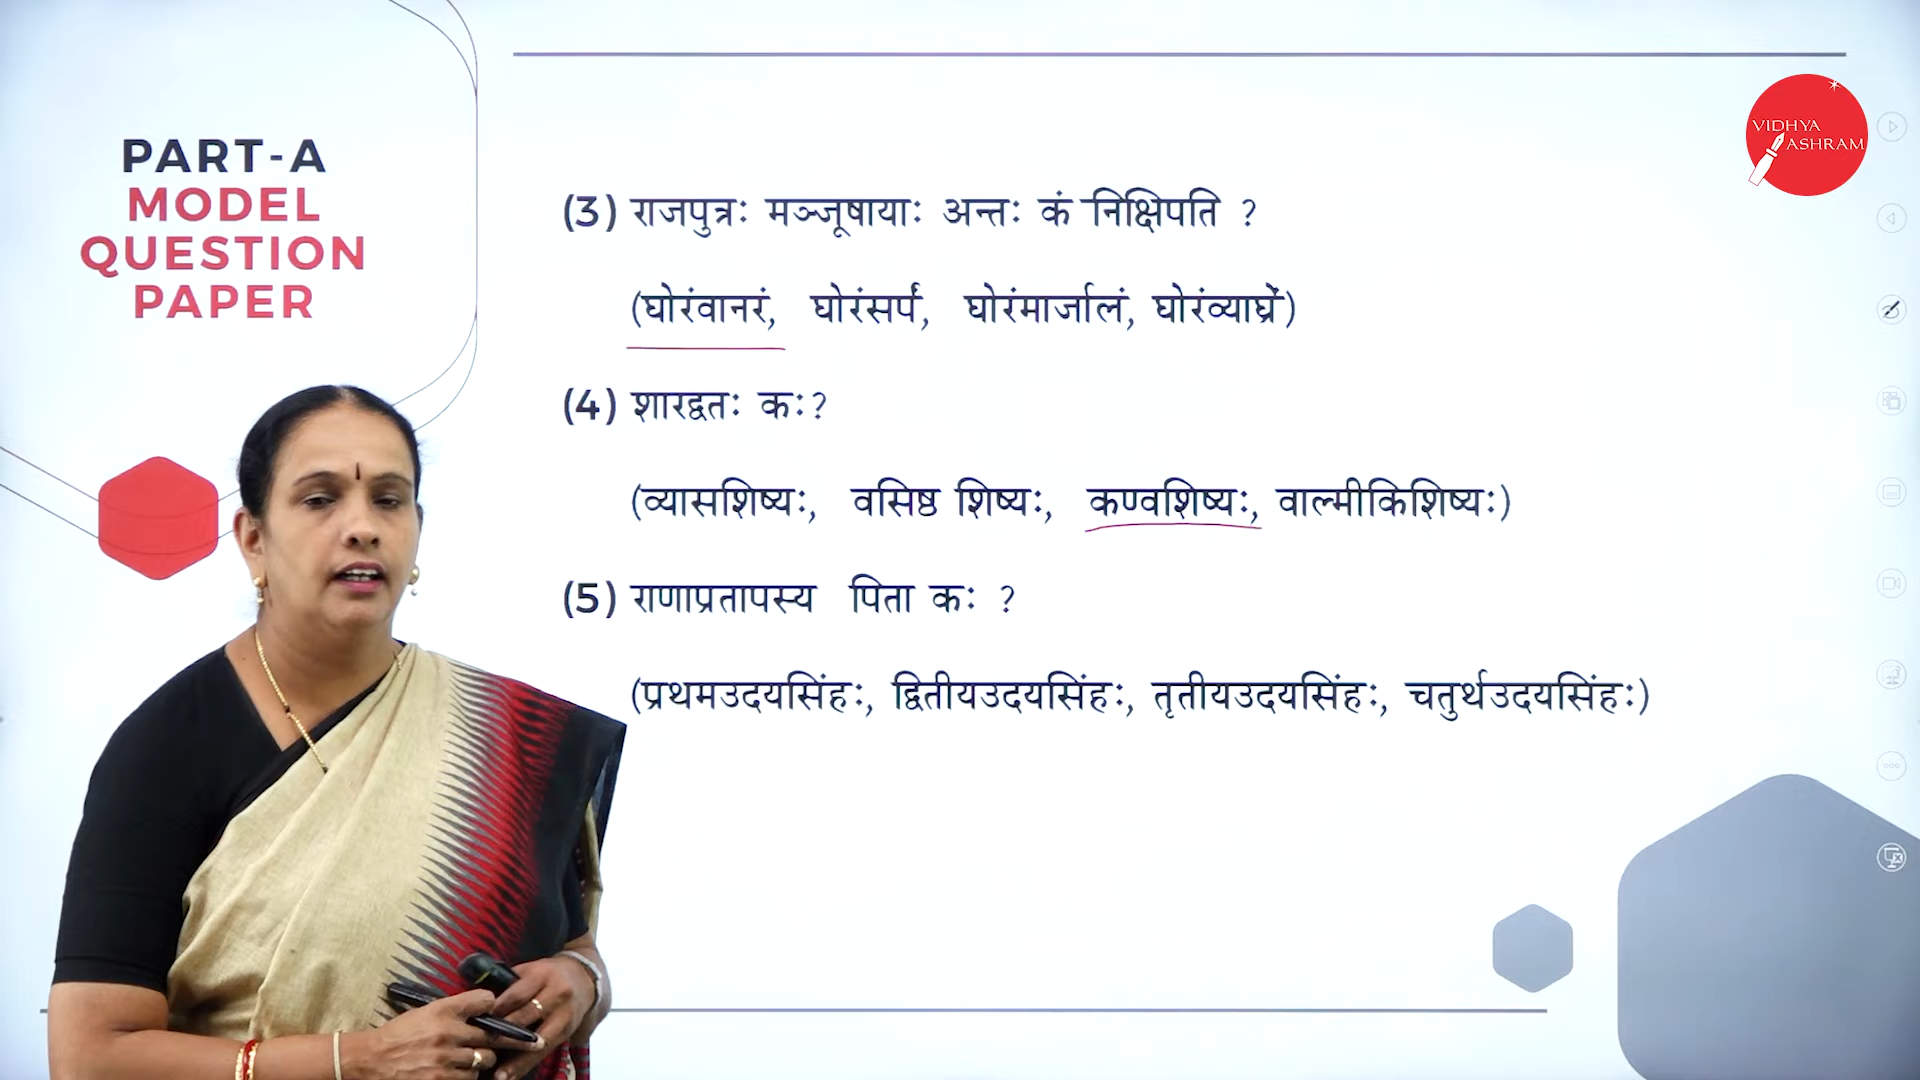 PART-A
MODEL
QUESTION
PAPER
VIDHYA
ASHRAM
(3) राजपुत्रः मञ्जूषायाः अन्तः कं निक्षिपति ?
(घोरंवानरं, घोरंसर्पं, घोरंमार्जालं, घोरंव्याघ्रें)
(4) शारद्वतः कः?
(व्यासशिष्यः, वसिष्ठ शिष्यः, कण्वशिष्यः, वाल्मीकिशिष्यः)
(5) राणाप्रतापस्य पिता कः ?
(प्रथमउदयसिंहः, द्वितीयउदयसिंहः, तृतीयउदयसिंहः, चतुर्थउदयसिंहः)